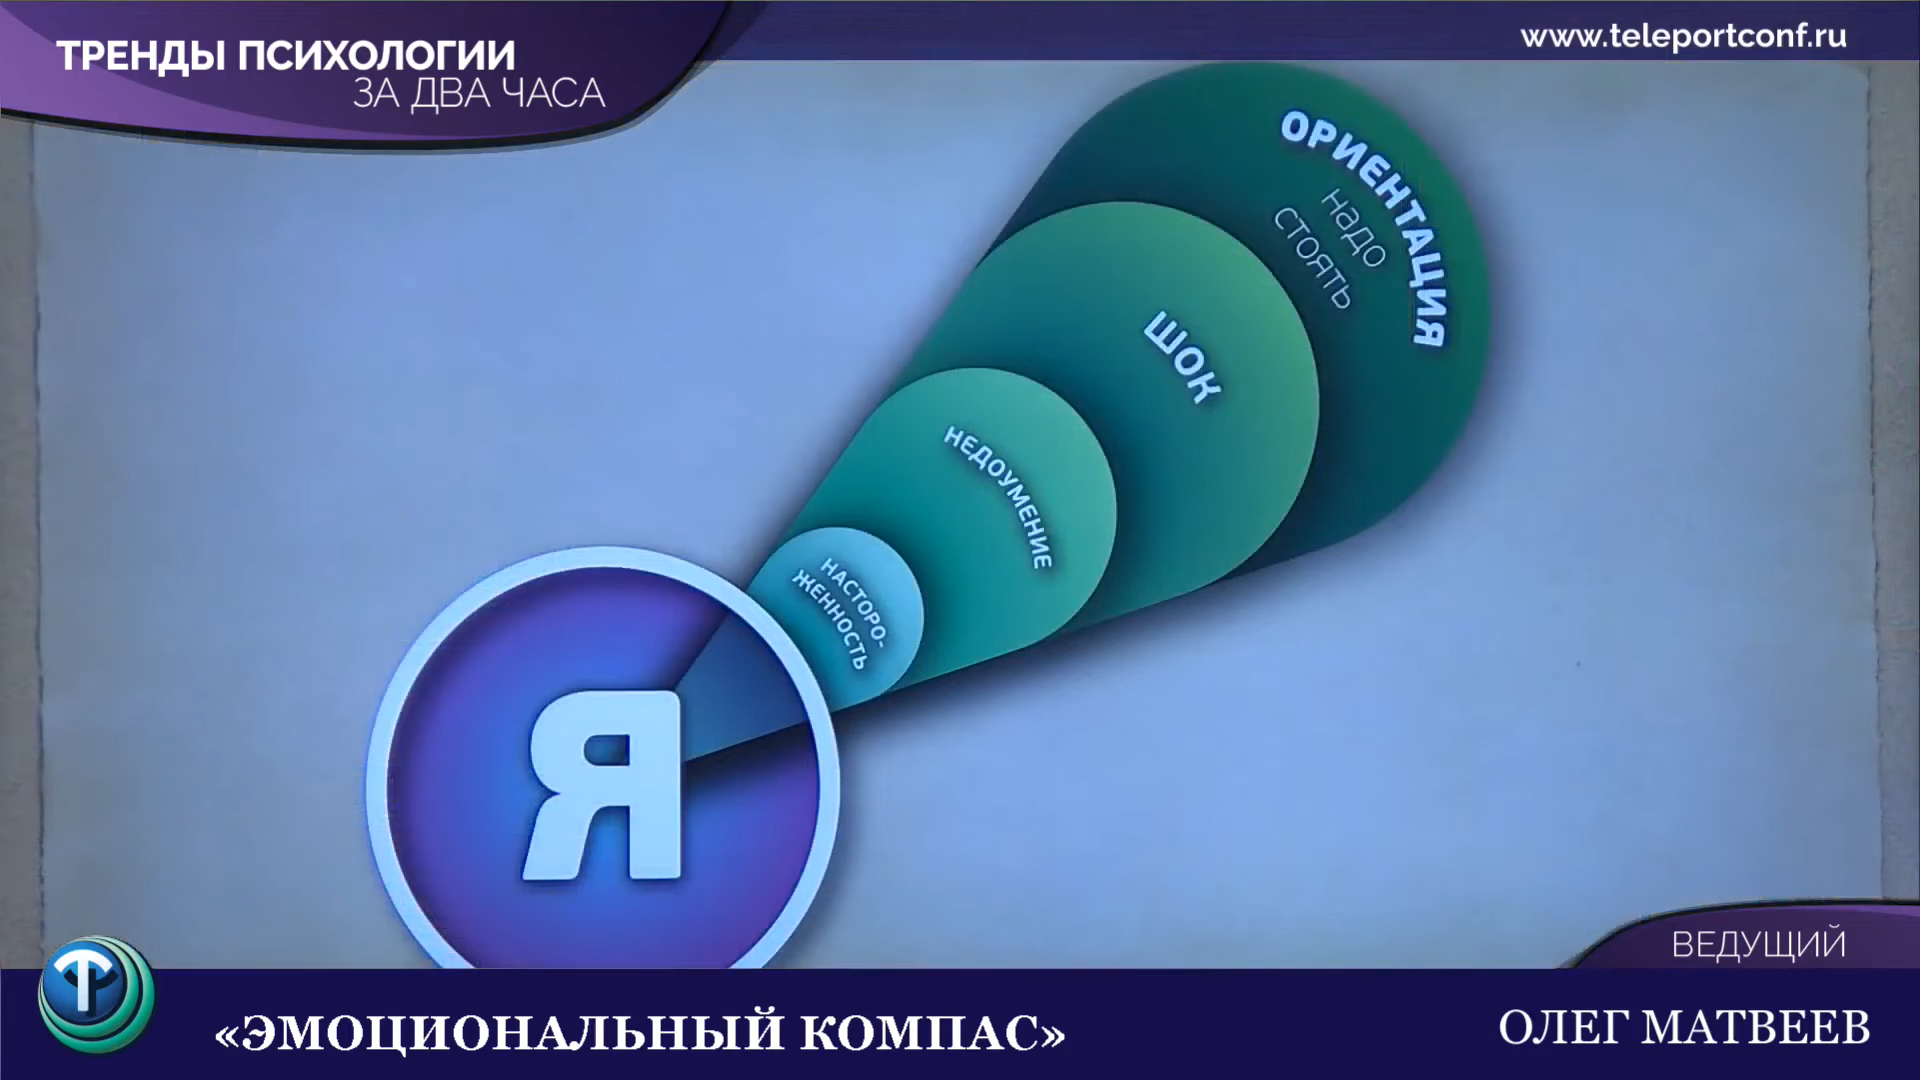 ТРЕНДЫ ПСИХОЛОГИИ
ЗА ДВА ЧАСА
www.teleportconf.ru
ОРИЕНТАЦИЯ
надо
стоять
ШОК
НЕДОУМЕНИЕ
НАСТОРО-
ЖЕННОСТЬ
Я
ВЕДУЩИЙ
«ЭМОЦИОНАЛЬНЫЙ КОМПАС»
ОЛЕГ МАТВЕЕВ